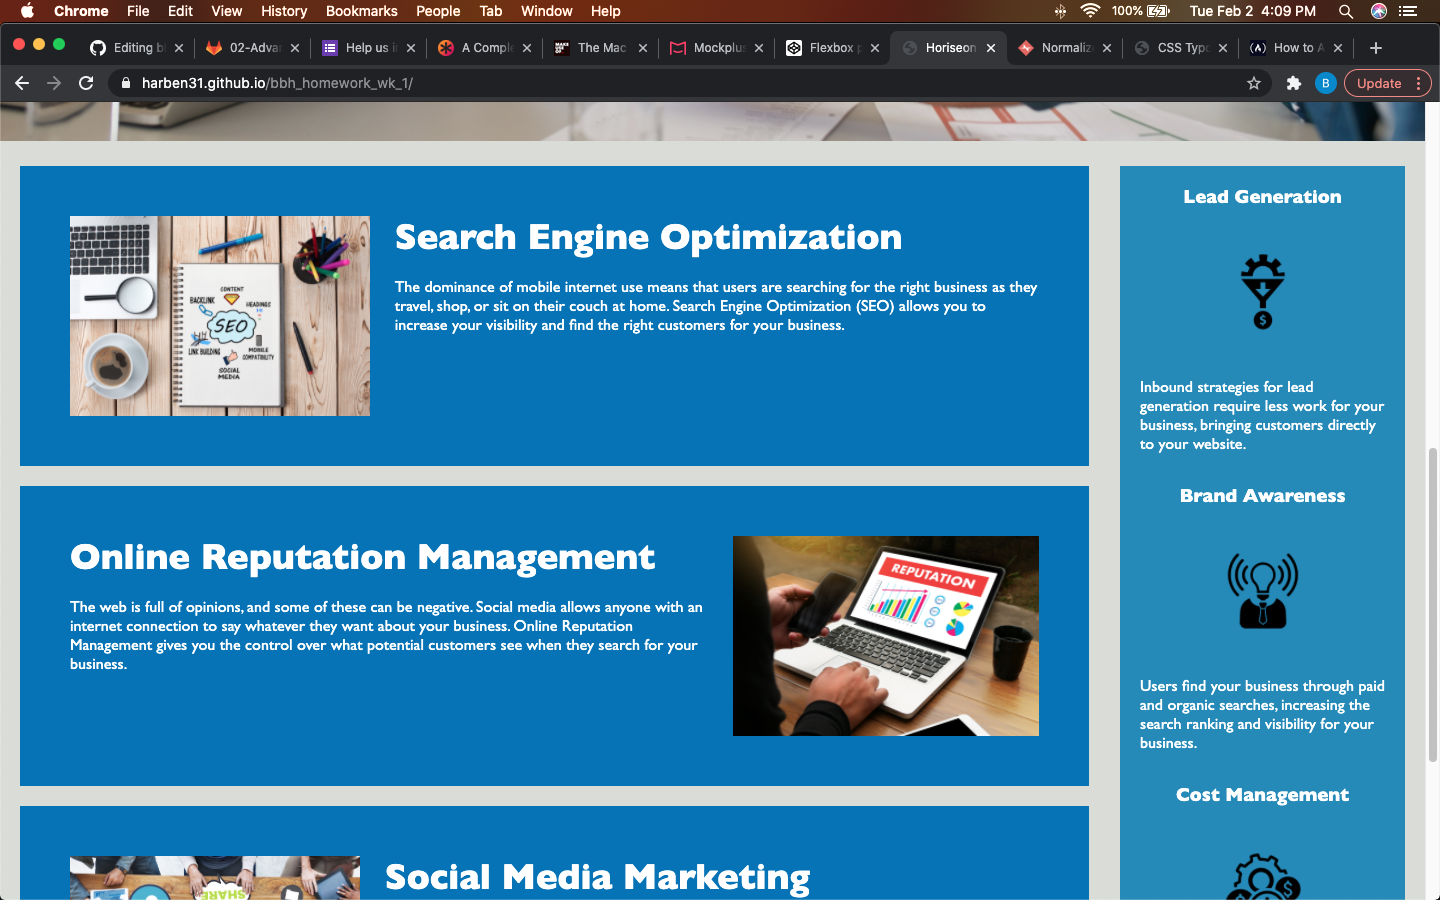 Chrome File Edit View History Bookmarks People Tab Window Help 100% Tue Feb 2 4:09 PM
Editing 02-Advan Help us A Comple The Mac Mockplus Flexbox Horiseon Normaliz CSS Typo How to A
harben31.github.io/bbh_homework_wk_1/ B Update
Search Engine Optimization
The dominance of mobile internet use means that users are searching for the right business as they
travel, shop, or sit on their couch at home. Search Engine Optimization (SEO) allows you to
increase your visibility and find the right customers for your business.
CONTENT
BACKLINK
HEADINGS
SEO
LINK BUILDING
MOBILE
COMPATIBILITY
SOCIAL
MEDIA
Online Reputation Management
The web is full of opinions, and some of these can be negative. Social media allows anyone with an
internet connection to say whatever they want about your business. Online Reputation
Management gives you the control over what potential customers see when they search for your
business.
REPUTATION
Social Media Marketing
SHARE
Lead Generation
$
Inbound strategies for lead
generation require less work for your
business, bringing customers directly
to your website.
Brand Awareness
Users find your business through paid
and organic searches, increasing the
search ranking and visibility for your
business.
Cost Management
$